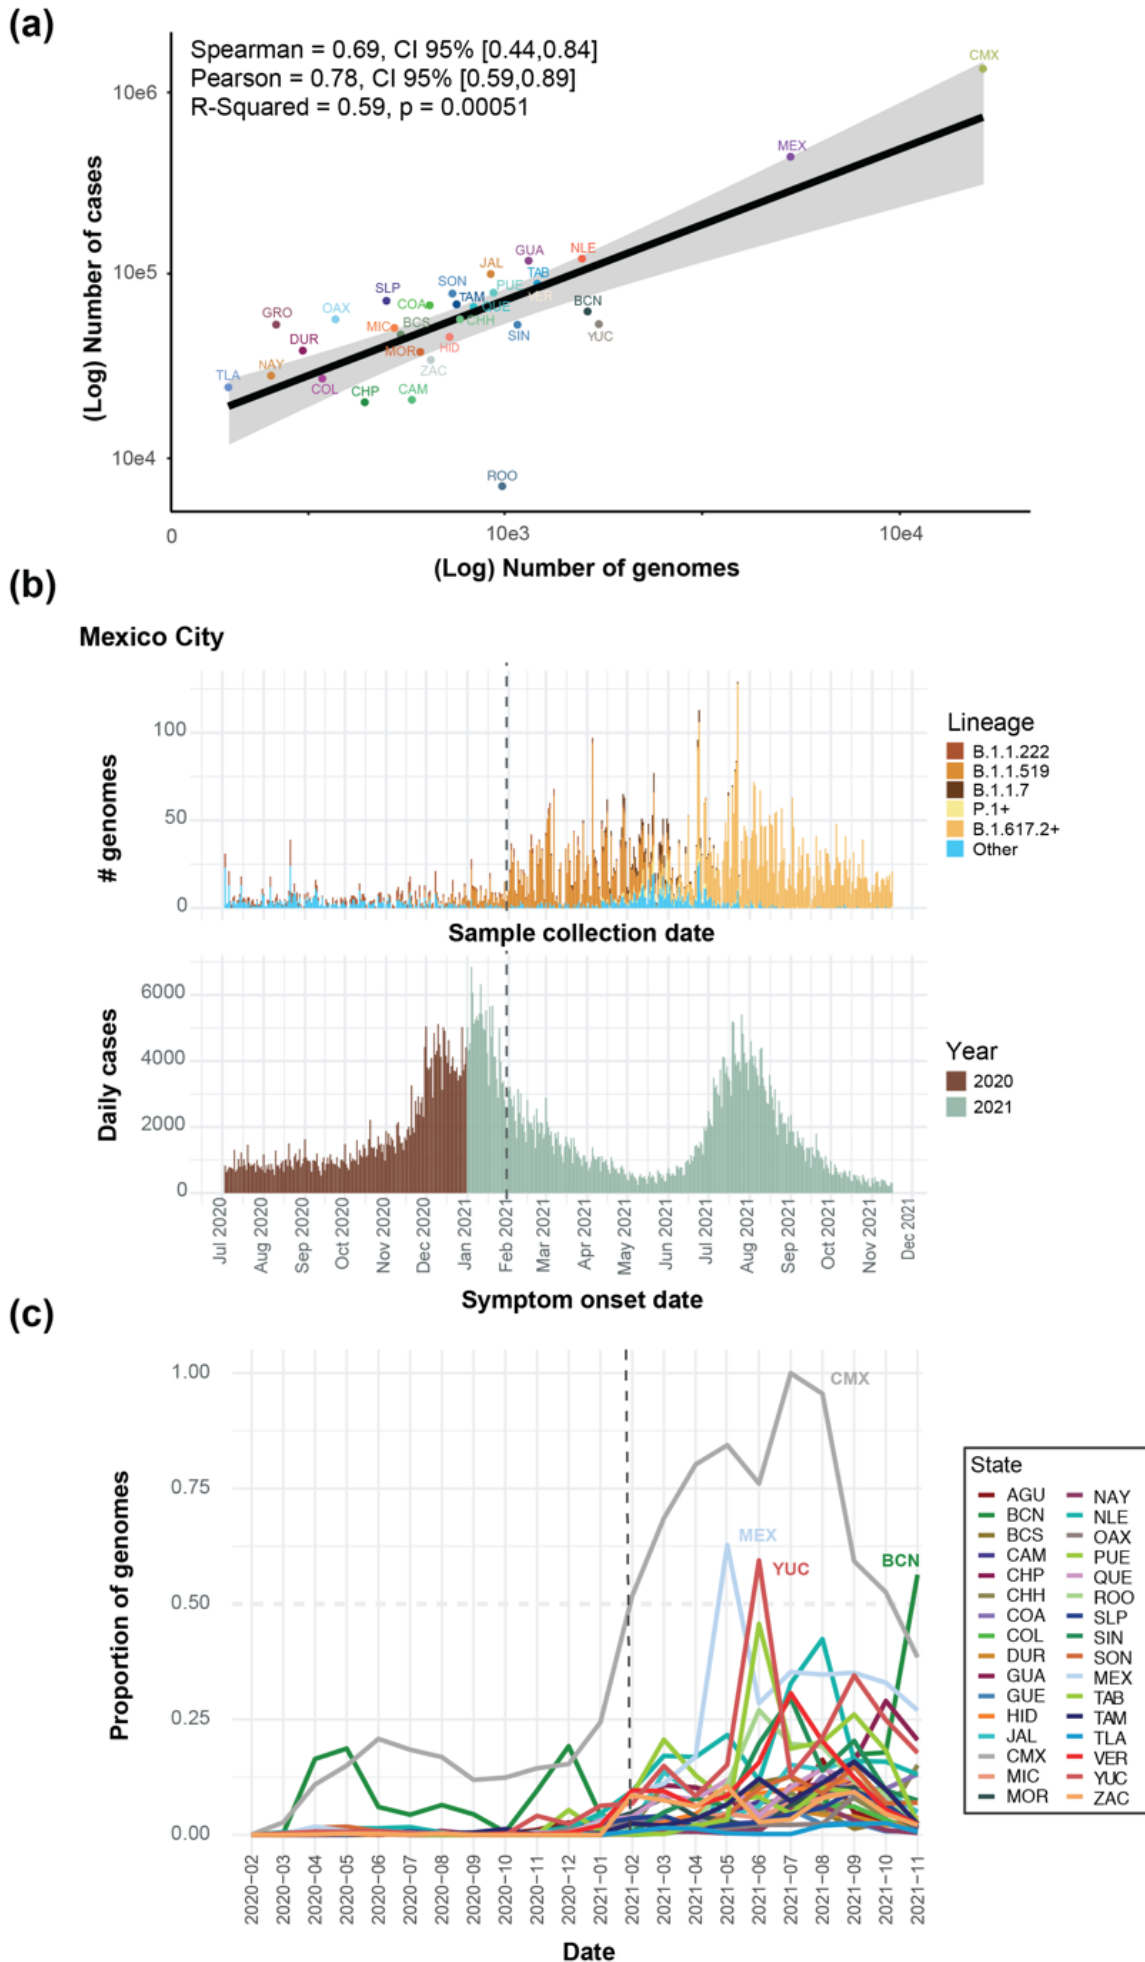 (a)
Spearman = 0.69, CI 95% [0.44,0.84]
Pearson = 0.78, CI 95% [0.59,0.89]
R-Squared = 0.59, p = 0.00051
(Log) Number of cases
10e6
10e5
10e4
CMX
MEX
NLE
GUA
JAL
TAB
SON
PUE
VER
SLP
TAM
QUE
BCN
COA
OAX
GRO
MIC
BCS
CHH
SIN
YUC
DUR
MOR
HID
NAY
ZAC
TLA
COL
CHP
CAM
ROO
0
10e3
10e4
(Log) Number of genomes
(b)
Mexico City
# genomes
100
50
0
Lineage
B.1.1.222
B.1.1.519
B.1.1.7
P.1+
B.1.617.2+
Other
Sample collection date
Daily cases
6000
4000
2000
0
Year
2020
2021
Jul 2020
Aug 2020
Sep 2020
Oct 2020
Nov 2020
Dec 2020
Jan 2021
Feb 2021
Mar 2021
Apr 2021
May 2021
Jun 2021
Jul 2021
Aug 2021
Sep 2021
Oct 2021
Nov 2021
Dec 2021
Symptom onset date
(c)
Proportion of genomes
1.00
0.75
0.50
0.25
0.00
CMX
MEX
YUC
BCN
State
AGU
BCN
BCS
CAM
CHP
CHH
COA
COL
DUR
GUA
GUE
HID
JAL
CMX
MIC
MOR
NAY
NLE
OAX
PUE
QUE
ROO
SLP
SIN
SON
MEX
TAB
TAM
TLA
VER
YUC
ZAC
2020-02
2020-03
2020-04
2020-05
2020-06
2020-07
2020-08
2020-09
2020-10
2020-11
2020-12
2021-01
2021-02
2021-03
2021-04
2021-05
2021-06
2021-07
2021-08
2021-09
2021-10
2021-11
Date